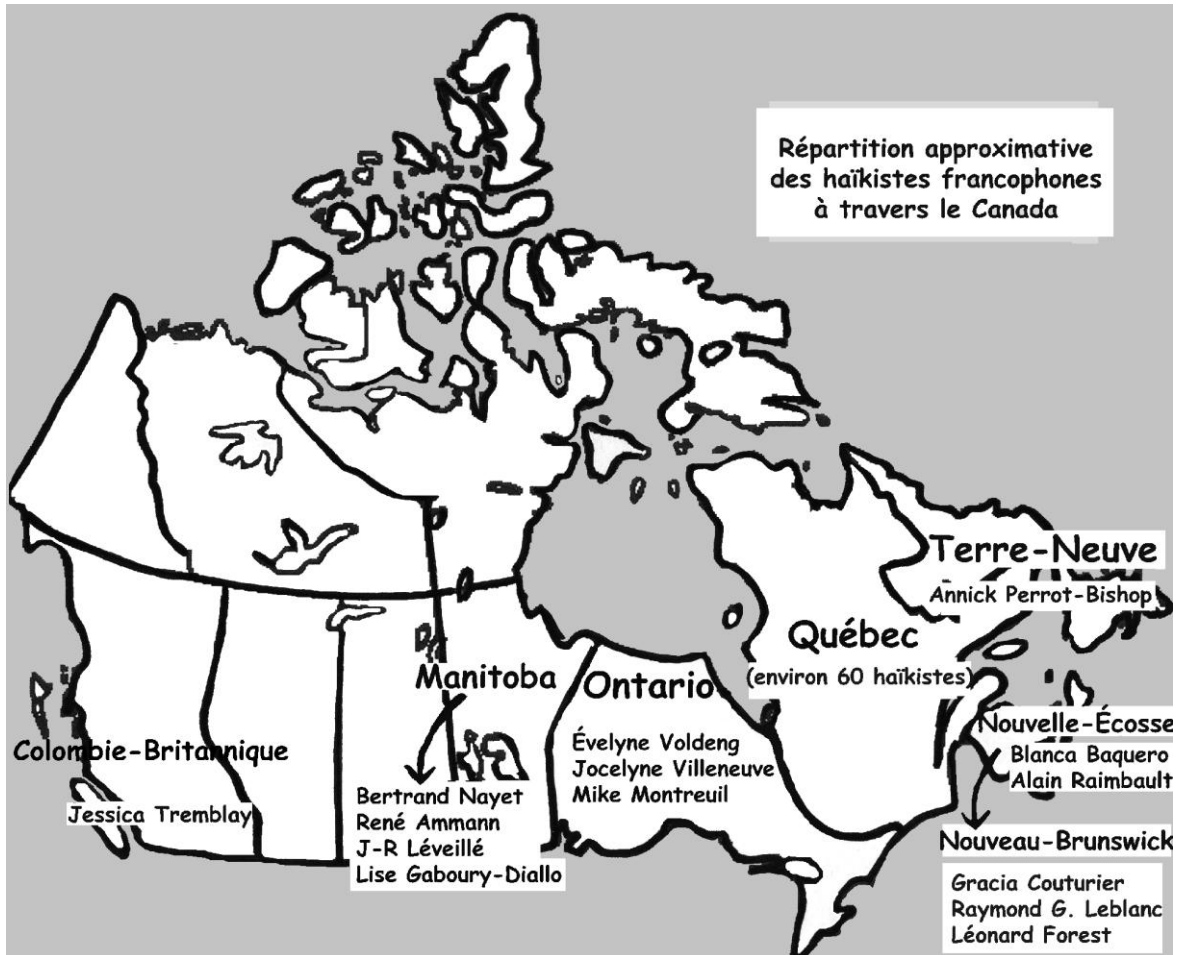 Répartition approximative
des haïkistes francophones
à travers le Canada
Terre-Neuve
Annick Perrot-Bishop
Québec
(environ 60 haïkistes)
Manitoba
Bertrand Nayet
René Ammann
J-R Léveillé
Lise Gaboury-Diallo
Ontario
Évelyne Voldeng
Jocelyne Villeneuve
Mike Montreuil
Nouvelle-Écosse
Blanca Baquero
Alain Raimbault
Colombie-Britannique
Jessica Tremblay
Nouveau-Brunswick
Gracia Couturier
Raymond G. Leblanc
Léonard Forest